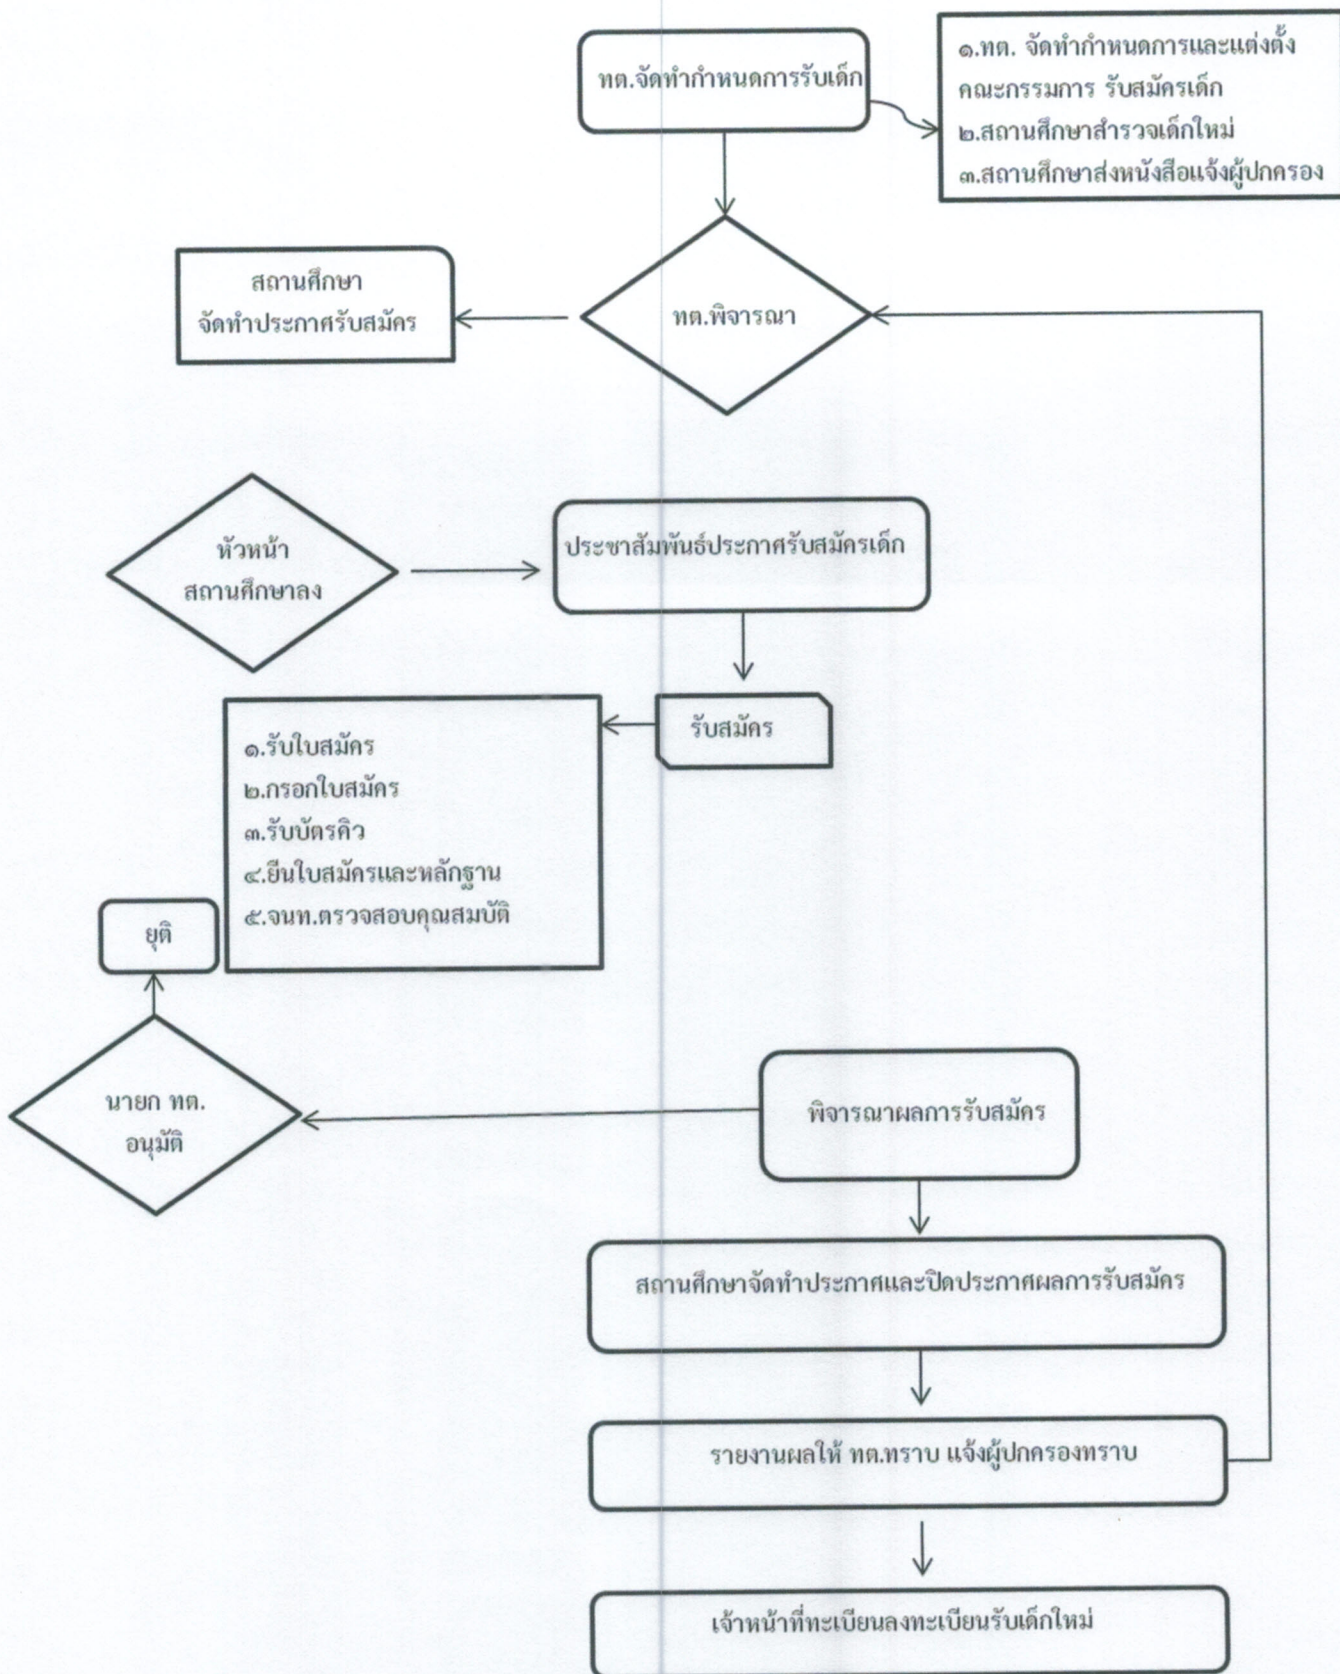 ทต.จัดทำกำหนดการรับเด็ก
๑.ทต. จัดทำกำหนดการและแต่งตั้ง
คณะกรรมการ รับสมัครเด็ก
๒.สถานศึกษาสำรวจเด็กใหม่
๓.สถานศึกษาส่งหนังสือแจ้งผู้ปกครอง
สถานศึกษา
จัดทำประกาศรับสมัคร
ทต.พิจารณา
หัวหน้า
สถานศึกษาลง
ประชาสัมพันธ์ประกาศรับสมัครเด็ก
รับสมัคร
๑.รับใบสมัคร
๒.กรอกใบสมัคร
๓.รับบัตรคิว
๔.ยืนใบสมัครและหลักฐาน
๕.จนท.ตรวจสอบคุณสมบัติ
ยุติ
นายก ทต.
อนุมัติ
พิจารณาผลการรับสมัคร
สถานศึกษาจัดทำประกาศและปิดประกาศผลการรับสมัคร
รายงานผลให้ ทต.ทราบ แจ้งผู้ปกครองทราบ
เจ้าหน้าที่ทะเบียนลงทะเบียนรับเด็กใหม่